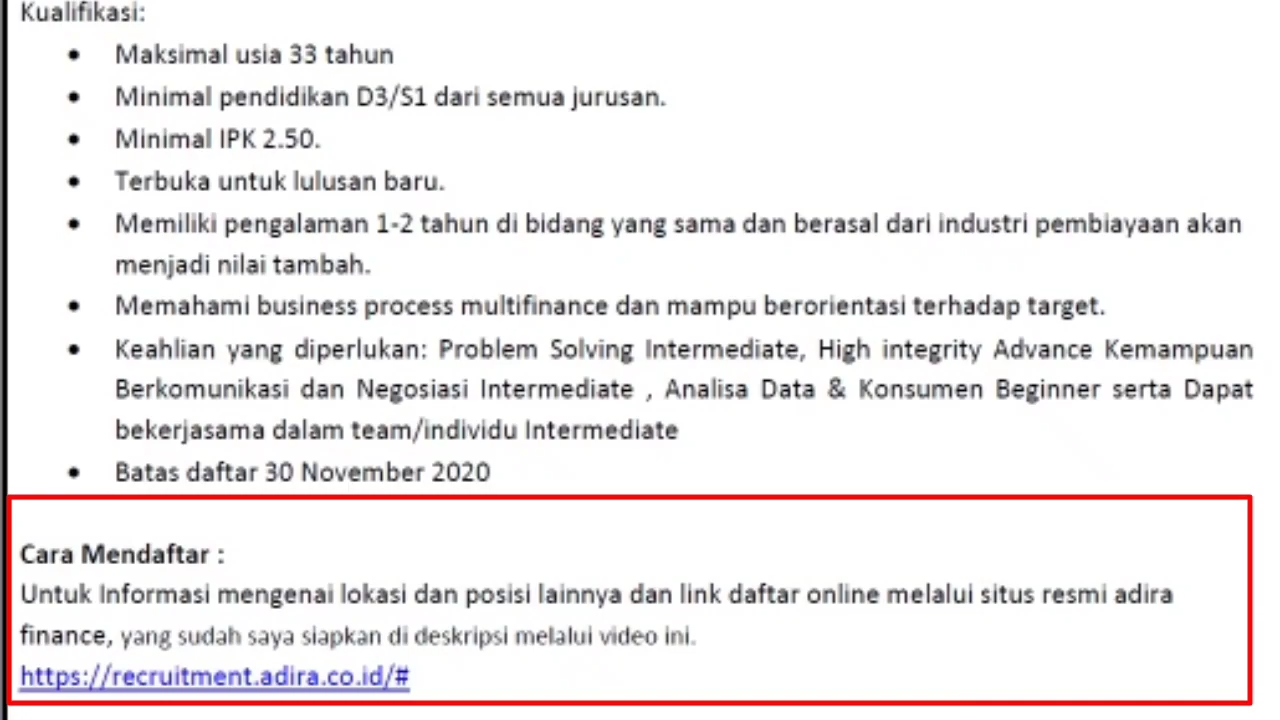 Kualifikasi:
• Maksimal usia 33 tahun
• Minimal pendidikan D3/S1 dari semua jurusan.
• Minimal IPK 2.50.
• Terbuka untuk lulusan baru.
• Memiliki pengalaman 1-2 tahun di bidang yang sama dan berasal dari industri pembiayaan akan
menjadi nilai tambah.
• Memahami business process multifinance dan mampu berorientasi terhadap target.
• Keahlian yang diperlukan: Problem Solving Intermediate, High integrity Advance Kemampuan
Berkomunikasi dan Negosiasi Intermediate , Analisa Data & Konsumen Beginner serta Dapat
bekerjasama dalam team/individu Intermediate
• Batas daftar 30 November 2020
Cara Mendaftar :
Untuk Informasi mengenai lokasi dan posisi lainnya dan link daftar online melalui situs resmi adira
finance, yang sudah saya siapkan di deskripsi melalui video ini.
https://recruitment.adira.co.id/#